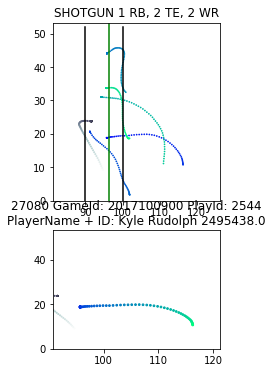 SHOTGUN 1 RB, 2 TE, 2 WR
50
40
30
20
10
0
90 100 110 120
27080 GameId: 2017100900 PlayId: 2544
PlayerName + ID: Kyle Rudolph 2495438.0
40
20
0
100 110 120